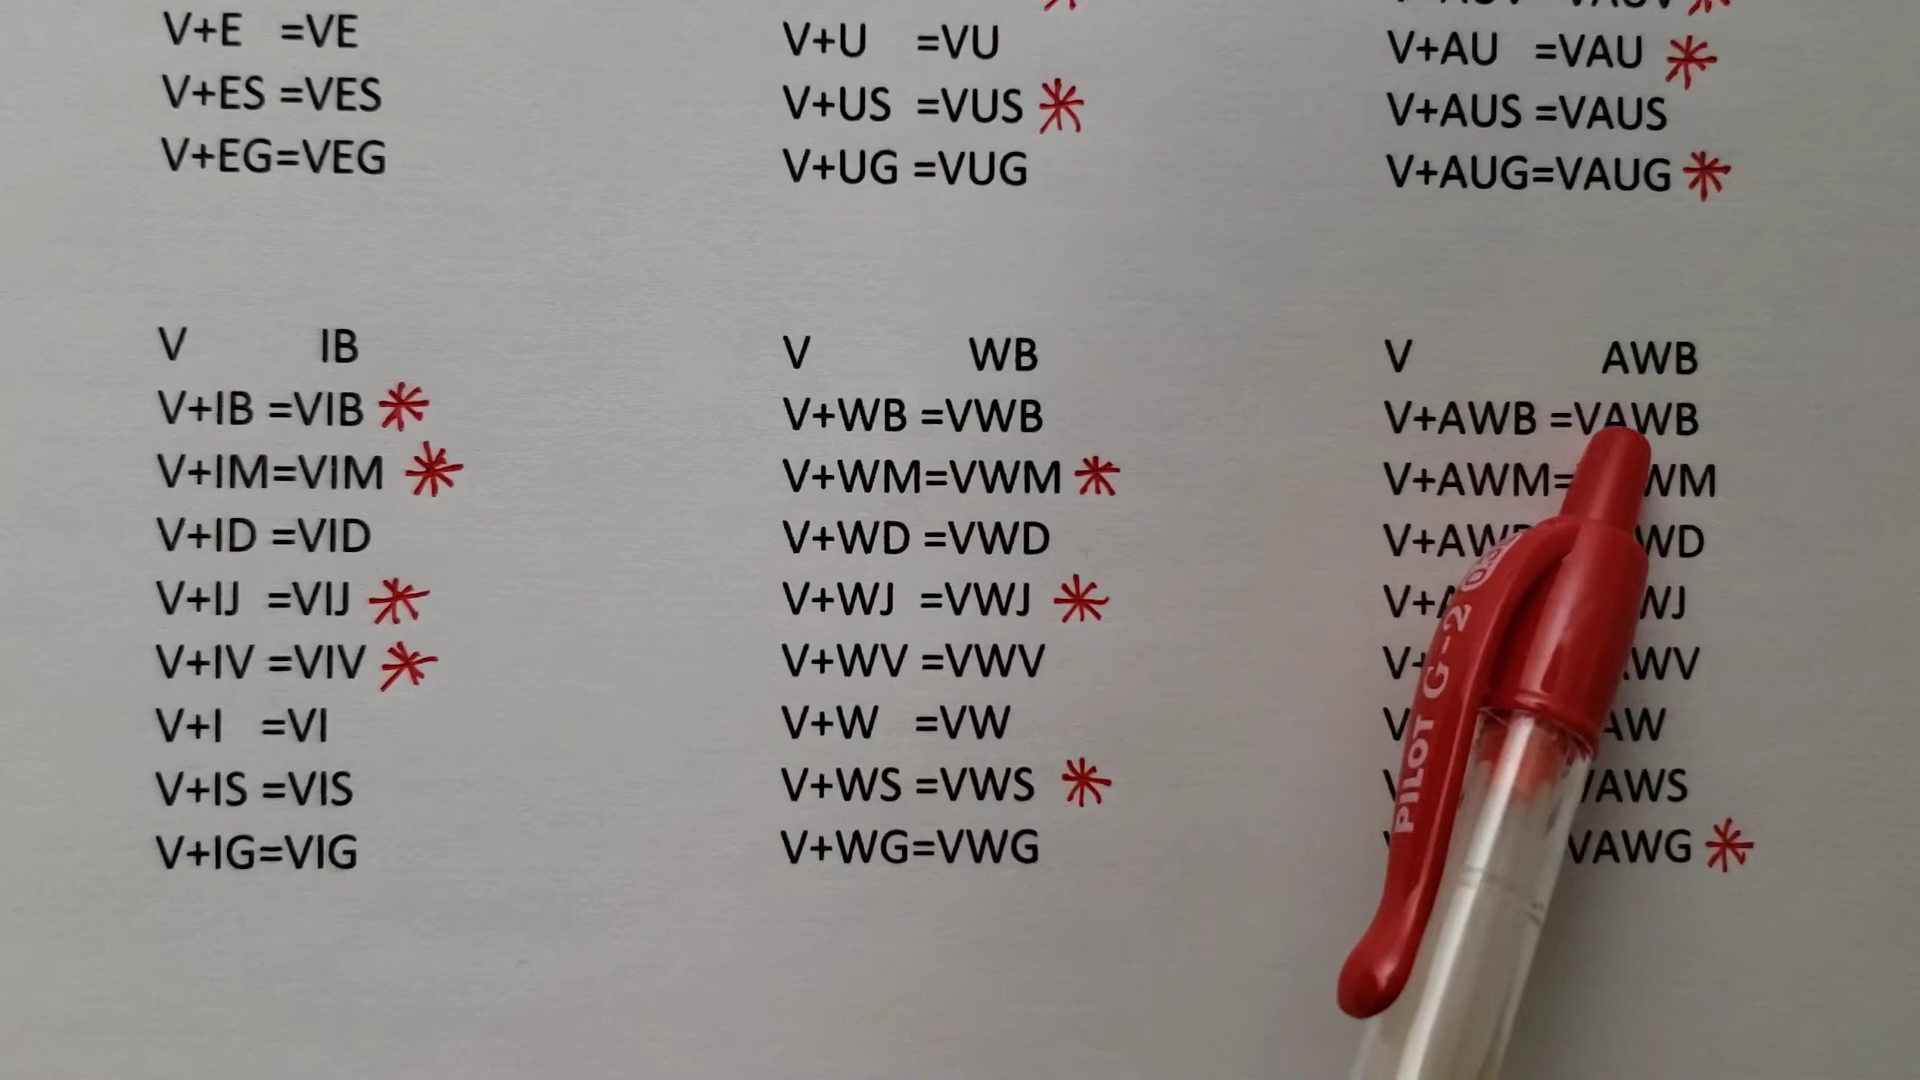 V+E =VE
V+ES =VES
V+EG=VEG
V+U =VU
V+US =VUS
V+UG =VUG
V+AU =VAU
V+AUS =VAUS
V+AUG=VAUG
V IB
V+IB =VIB
V+IM=VIM
V+ID =VID
V+IJ =VIJ
V+IV =VIV
V+I =VI
V+IS =VIS
V+IG=VIG
V WB
V+WB =VWB
V+WM=VWM
V+WD =VWD
V+WJ =VWJ
V+WV =VWV
V+W =VW
V+WS =VWS
V+WG=VWG
V AWB
V+AWB =VAWB
V+AWM= WM
V+AW WD
V+ WJ
V+ WV
V AW
VAWS
VAWG
PILOT G-2